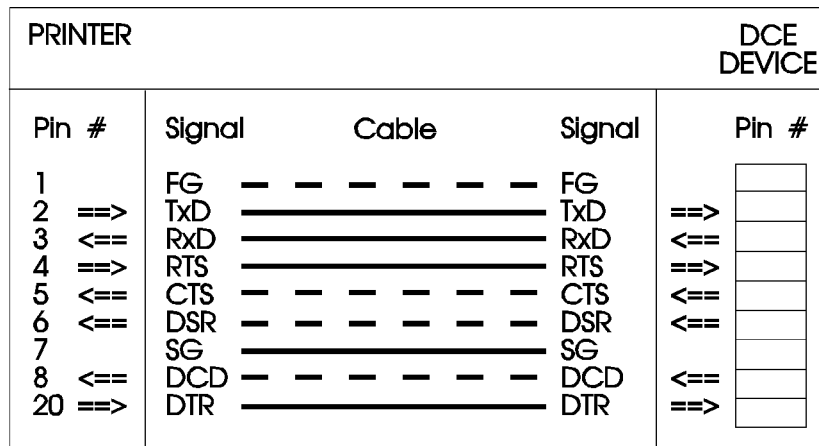 PRINTER DCE
DEVICE
Pin # Signal Cable Signal Pin #
1 FG FG
2 ==> TxD TxD ==>
3 <== RxD RxD <==
4 ==> RTS RTS ==>
5 <== CTS CTS <==
6 <== DSR DSR <==
7 SG SG
8 <== DCD DCD <==
20 ==> DTR DTR ==>